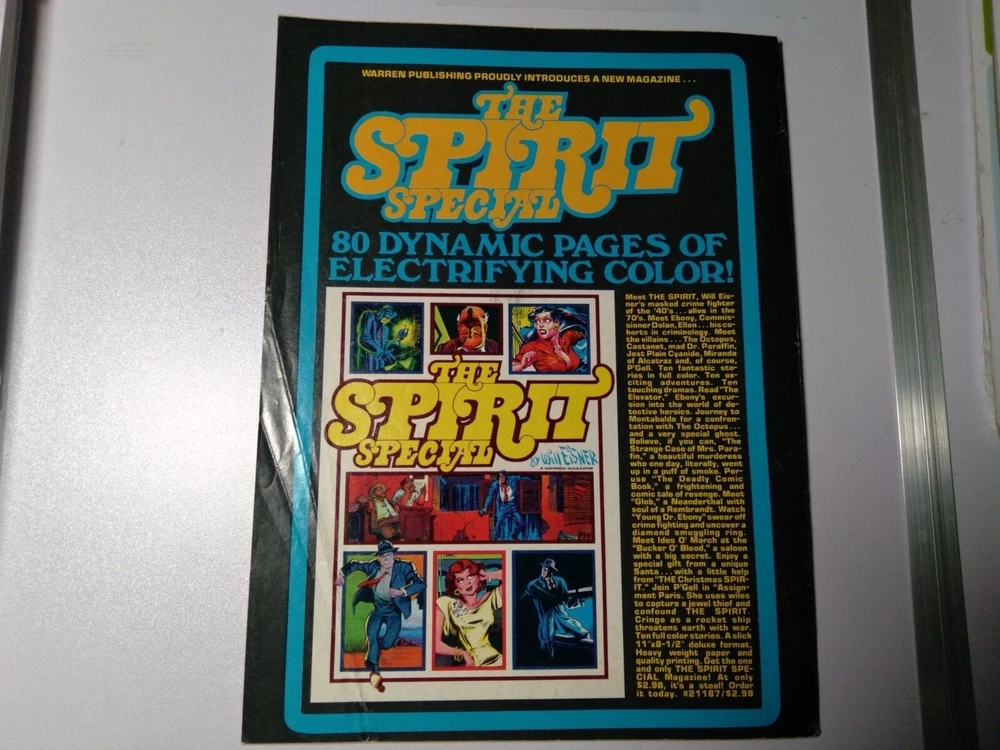 WARREN PUBLISHING PROUDLY INTRODUCES A NEW MAGAZINE...
THE
SPIRIT
SPECIAL
80 DYNAMIC PAGES OF
ELECTRIFYING COLOR!
THE
SPIRIT
SPECIAL
BY WILL EISNER
A WARREN MAGAZINE
Meet THE SPIRIT, Will Eis-
ner's masked crime fighter
of the '40's...alive in the
70's. Meet Ebony, Commis-
sioner Dolan, Ellen...his co-
horts in criminology. Meet
the villains...The Octopus,
Castanet, mad Dr. Paraffin,
Jest Plain Cyanide, Miranda
of Alcatraz and, of course,
P'Gell. Ten fantastic sto-
ries in full color. Ten ex-
citing adventures. Ten
touching dramas. Read "The
Elevator," Ebony's excur-
sion into the world of de-
tective heroics. Journey to
Montabaldo for a confron-
tation with The Octopus...
and a very special ghost.
Believe, if you can, "The
Strange Case of Mrs. Para-
fin," a beautiful murderess
who one day, literally, went
up in a puff of smoke. Per-
use "The Deadly Comic
Book," a frightening and
comic tale of revenge. Meet
"Glob," a Neanderthal with
soul of a Rembrandt. Watch
"Young Dr. Ebony" swear off
crime fighting and uncover a
diamond smuggling ring.
Meet Ides O' March at the
"Bucker O' Blood," a saloon
with a big secret. Enjoy a
special gift from a unique
Santa...with a little help
from "THE Christmas SPIR-
IT." Join P'Gell in "Assign-
ment Paris. She uses wiles
to capture a jewel thief and
confound THE SPIRIT.
Cringe as a rocket ship
threatens earth with war.
Ten full color stories. A slick
11"x8-1/2" deluxe format,
Heavy weight paper and
quality printing. Get the one
and only THE SPIRIT SPE-
CIAL Magazine! At only
$2.98, it's a steal! Order
it today. #21187/$2.98